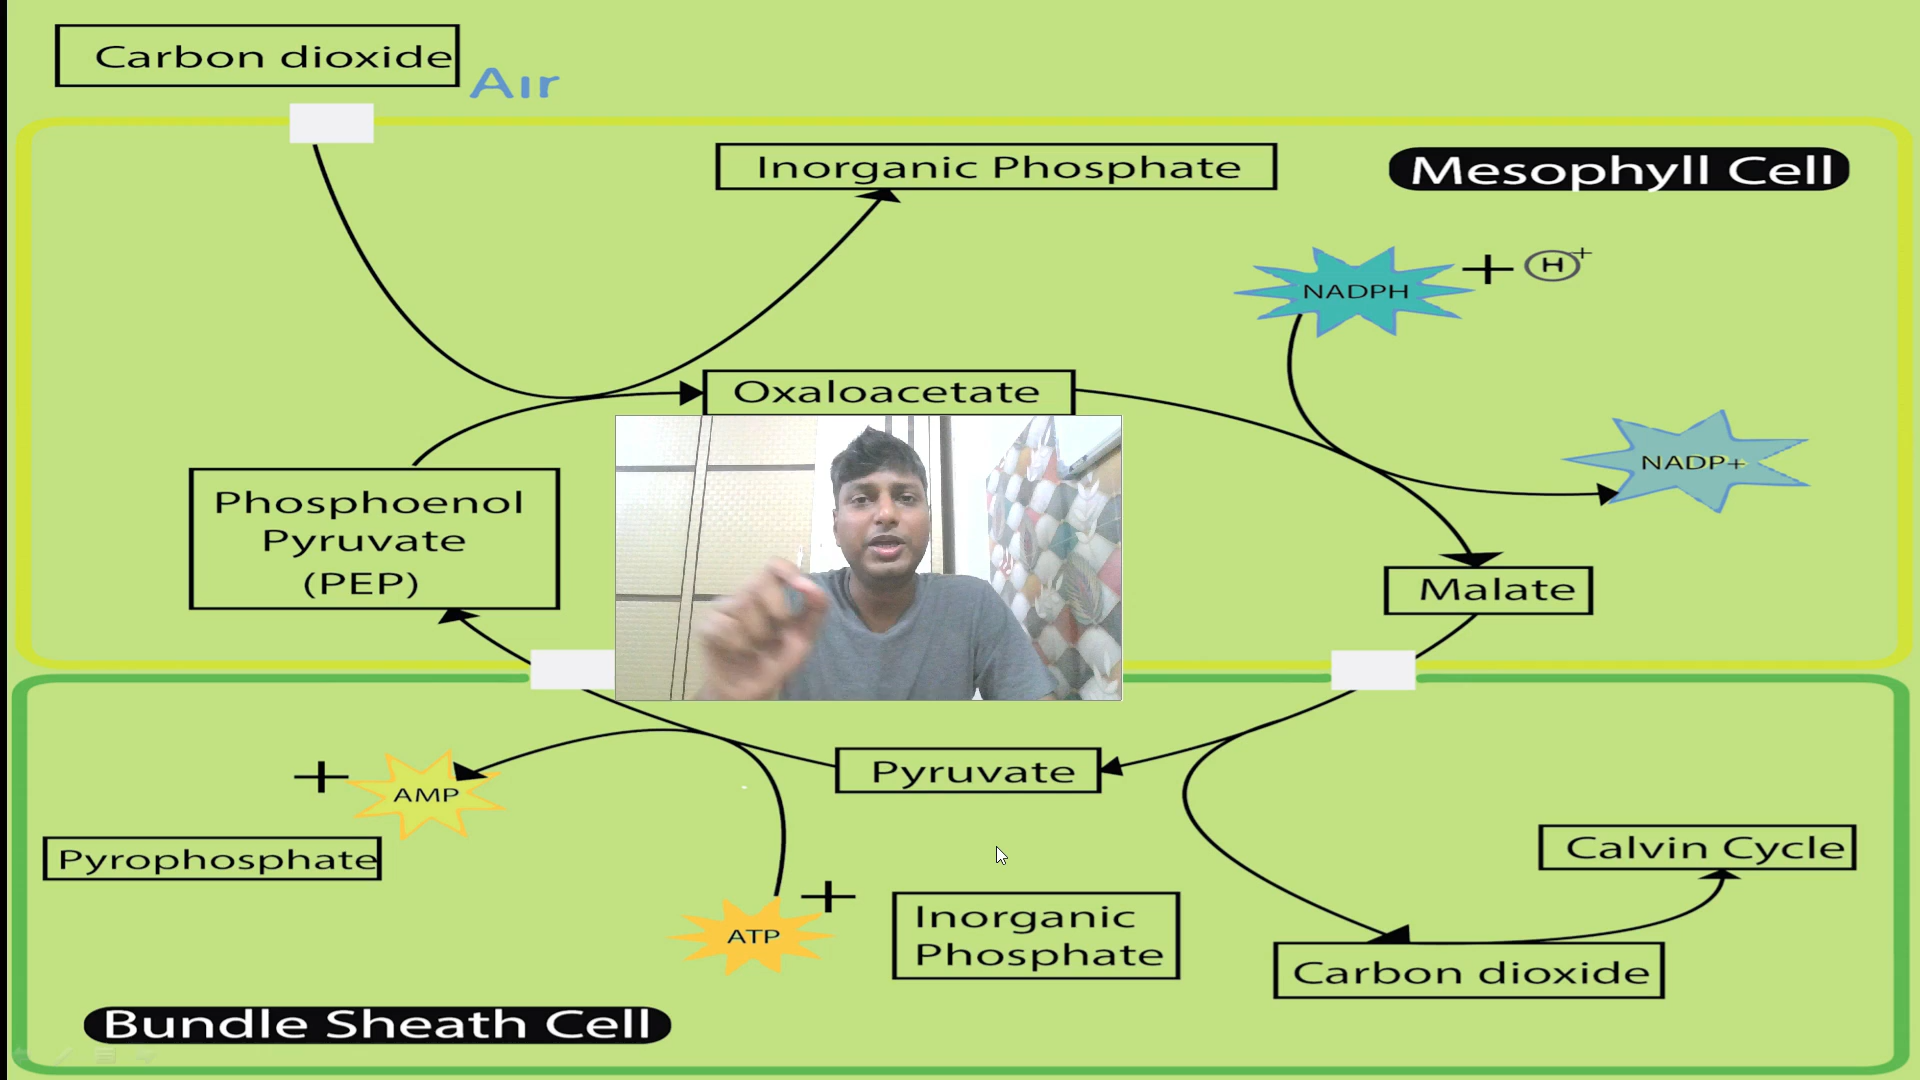 Carbon dioxide
Aır
Inorganic Phosphate
Mesophyll Cell
NADPH
+ H+
Oxaloacetate
NADP+
Phosphoenol
Pyruvate
(PEP)
Malate
Pyruvate
+
AMP
Calvin Cycle
Pyrophosphate
+
ATP
Inorganic
Phosphate
Carbon dioxide
Bundle Sheath Cell